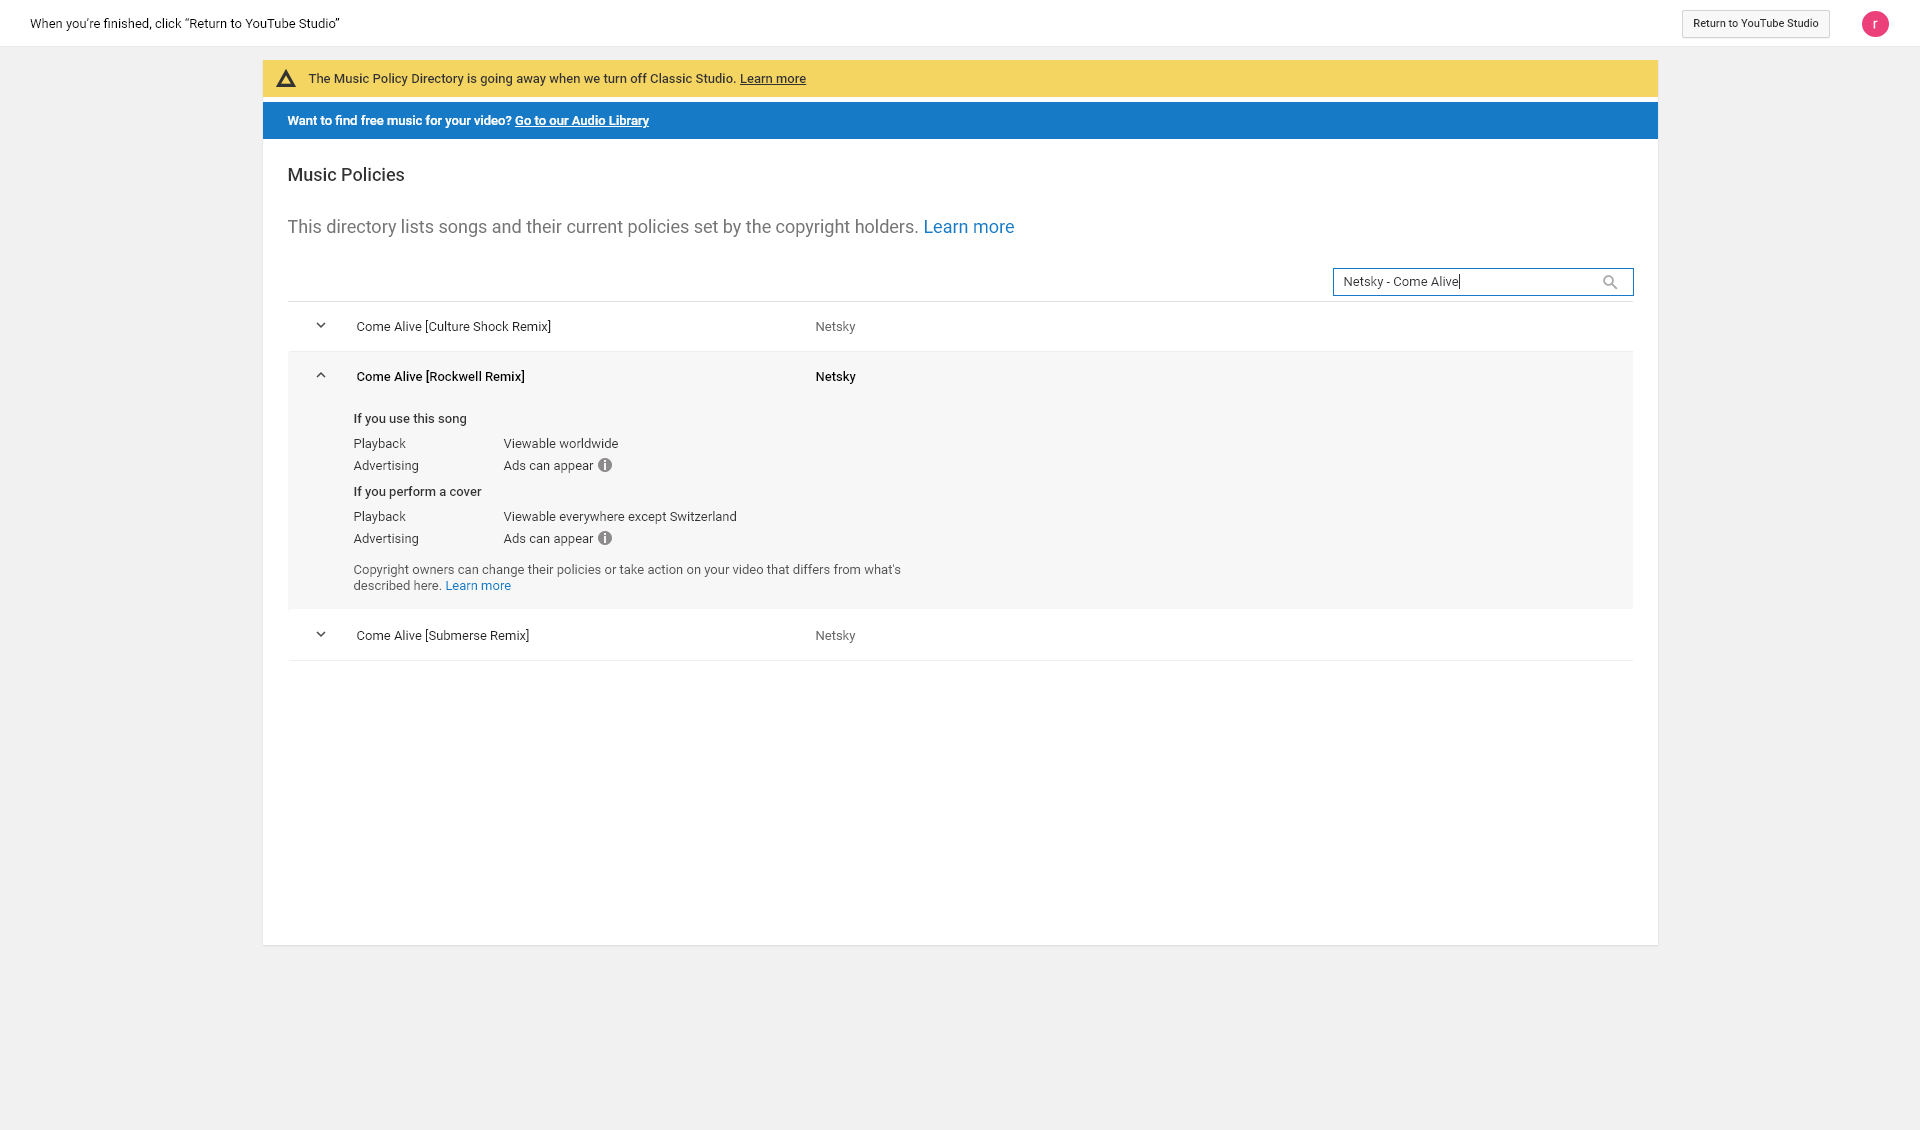 When you're finished, click “Return to YouTube Studio”
Return to YouTube Studio
r
The Music Policy Directory is going away when we turn off Classic Studio. Learn more
Want to find free music for your video? Go to our Audio Library
Music Policies
This directory lists songs and their current policies set by the copyright holders. Learn more
Netsky - Come Alive
Come Alive [Culture Shock Remix] Netsky
Come Alive [Rockwell Remix] Netsky
If you use this song
Playback Viewable worldwide
Advertising Ads can appear
If you perform a cover
Playback Viewable everywhere except Switzerland
Advertising Ads can appear
Copyright owners can change their policies or take action on your video that differs from what's
described here. Learn more
Come Alive [Submerse Remix] Netsky